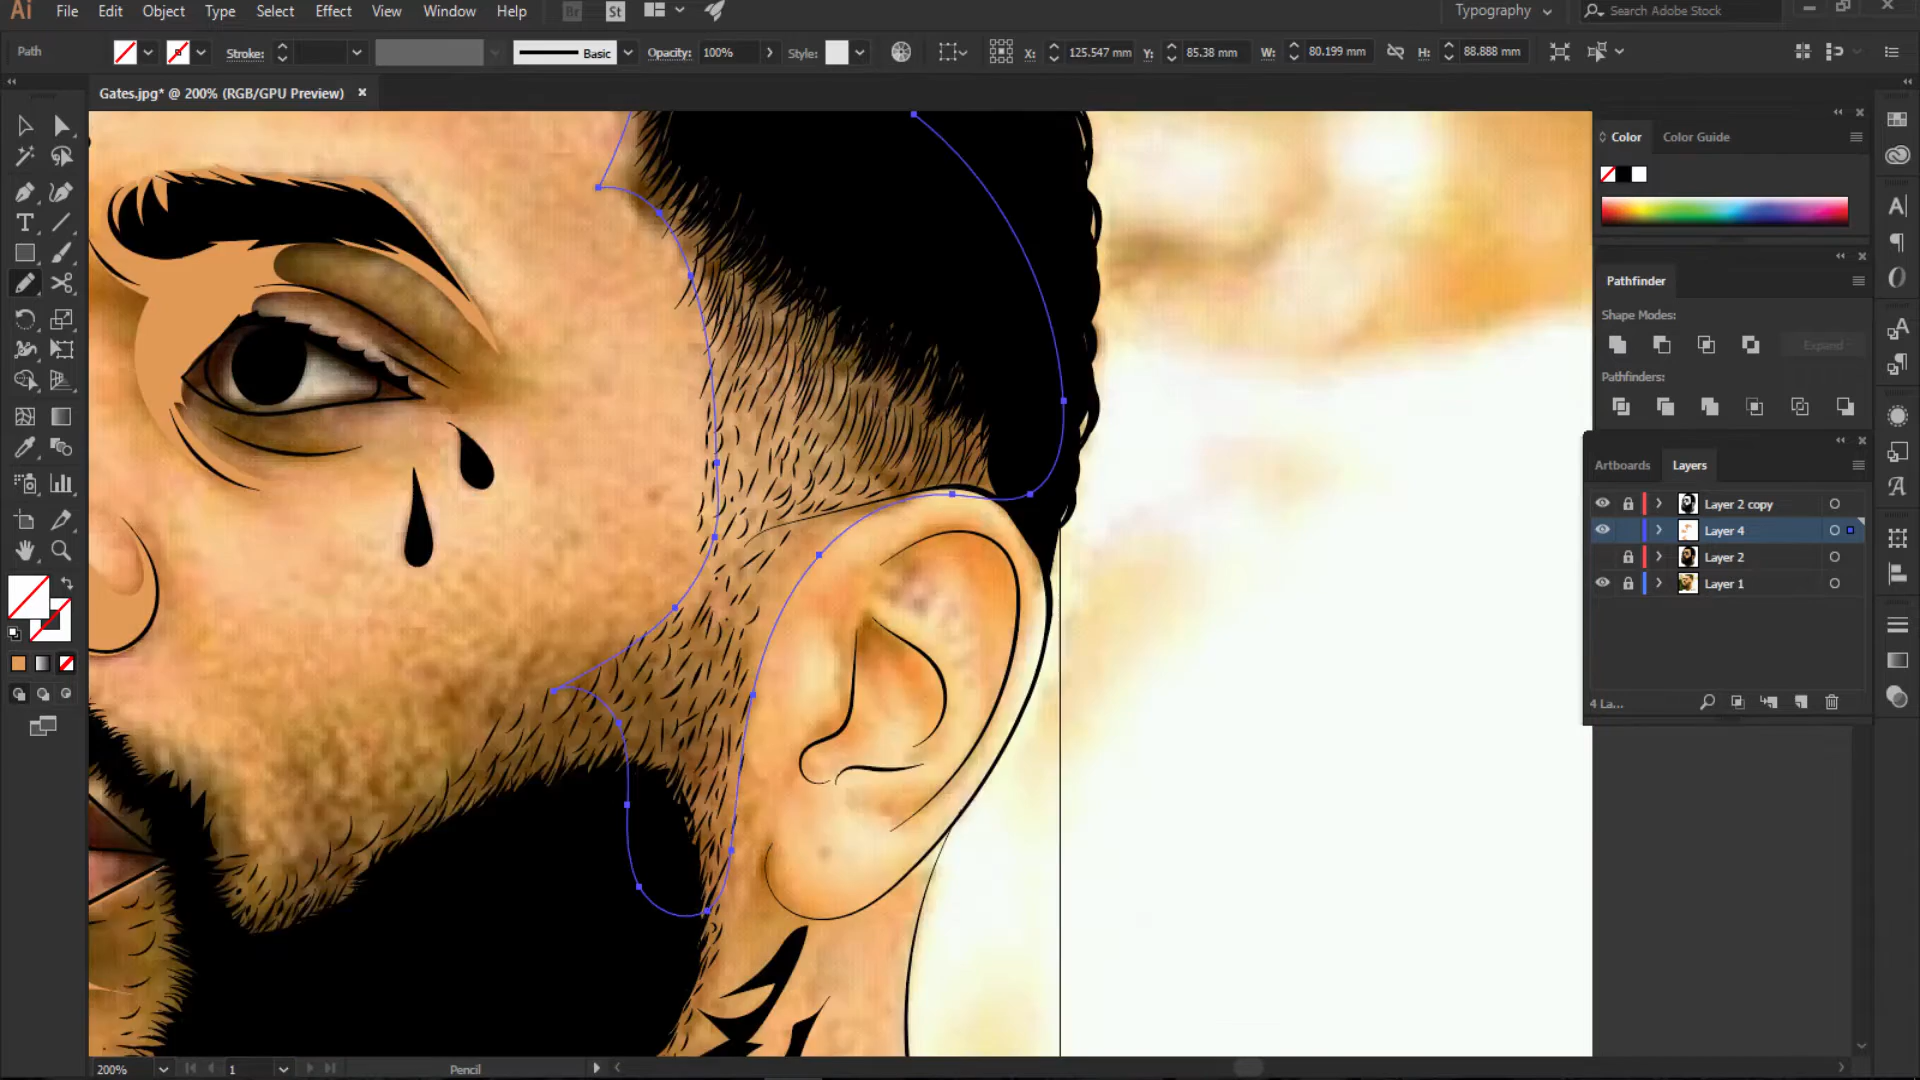 Ai File Edit Object Type Select Effect View Window Help Br St Typography Search Adobe Stock
Path Stroke: Basic Opacity: 100% Style: X: 125.547 mm Y: 85.38 mm W: 80.199 mm H: 88.888 mm
Gates.jpg* @ 200% (RGB/GPU Preview)
Color Color Guide
Pathfinder
Shape Modes:
Expand
Pathfinders:
Artboards Layers
Layer 2 copy
Layer 4
Layer 2
Layer 1
4 La...
200% 1 Pencil